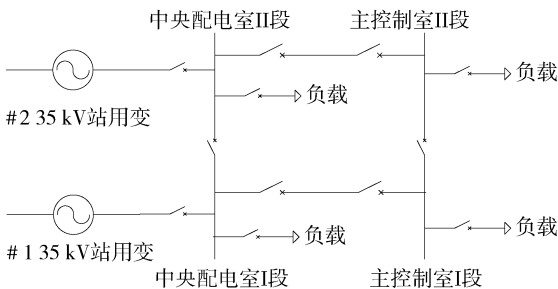 中央配电室II段
主控制室II段
负载
负载
#2 35 kV站用变
负载
负载
#1 35 kV站用变
中央配电室I段
主控制室I段